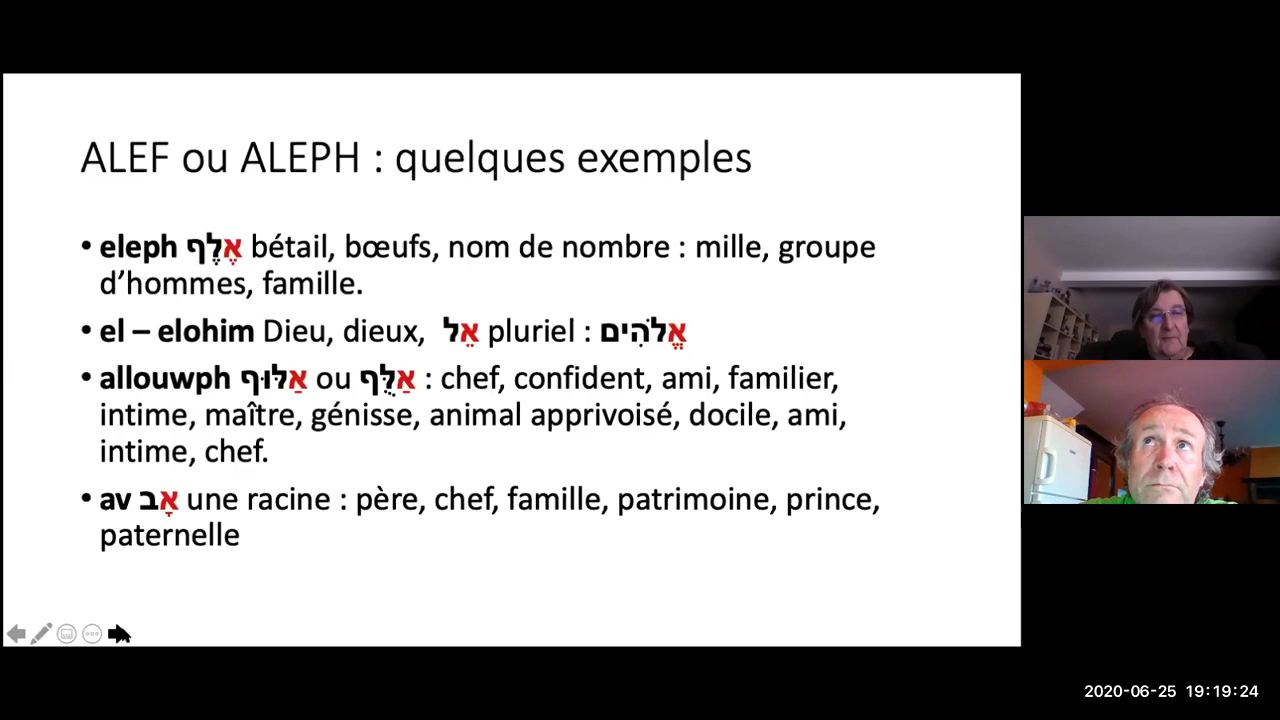 ALEF ou ALEPH : quelques exemples
• eleph אֶלֶף bétail, bœufs, nom de nombre : mille, groupe
d’hommes, famille.
• el – elohim Dieu, dieux, אֵל pluriel : אֱלֹהִים
• allouwph אַלּוּף ou אַלֻּף : chef, confident, ami, familier,
intime, maître, génisse, animal apprivoisé, docile, ami,
intime, chef.
• av אָב une racine : père, chef, famille, patrimoine, prince,
paternelle
2020-06-25 19:19:24